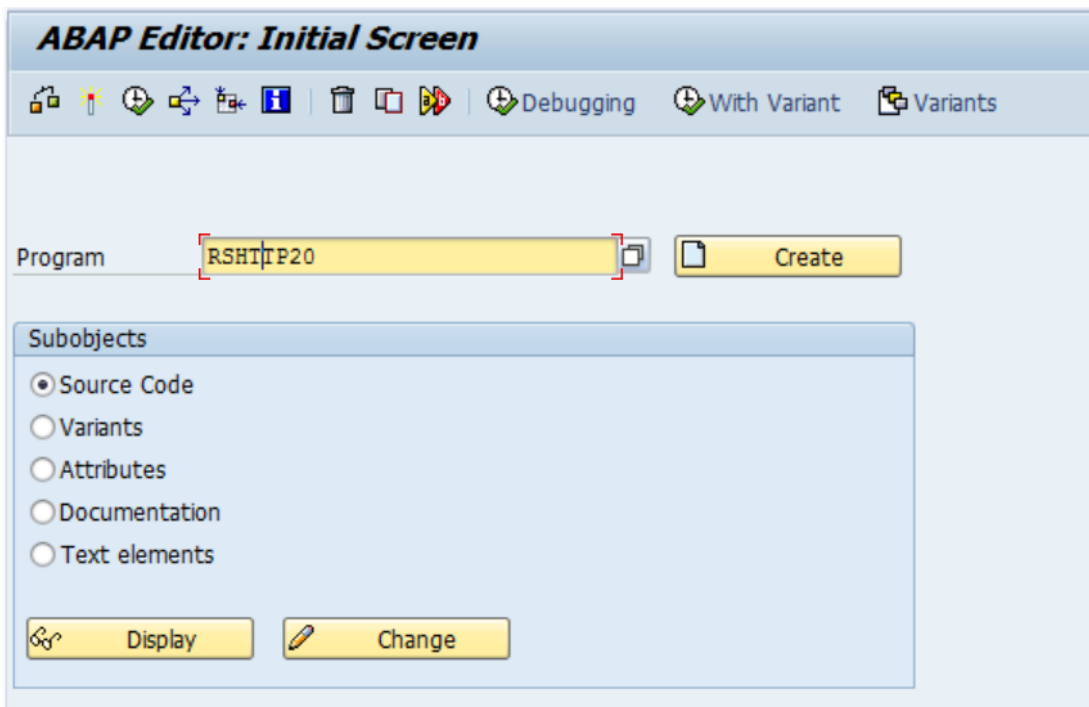 ABAP Editor: Initial Screen
Debugging With Variant Variants
Program RSHTTP20 Create
Subobjects
Source Code
Variants
Attributes
Documentation
Text elements
Display Change